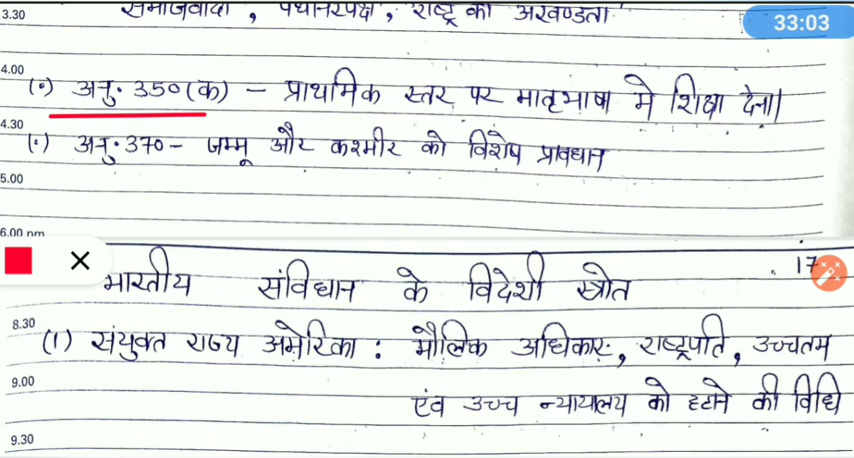 3.30 समाजवादी, पंथनिरपेक्ष, राष्ट्र की अखण्डता
33:03
4.00
(०) अनु. 350(क) – प्राथमिक स्तर पर मातृभाषा मे शिक्षा देना।
4.30
(०) अनु. 370 – जम्मू और कश्मीर को विशेष प्रावधान
5.00
6.00 pm
17
भारतीय संविधान के विदेशी स्त्रोत
8.30
(1) संयुक्त राज्य अमेरिका : मौलिक अधिकार, राष्ट्रपति, उच्चतम
9.00 एंव उच्च न्यायालय को हटाने की विधि
9.30